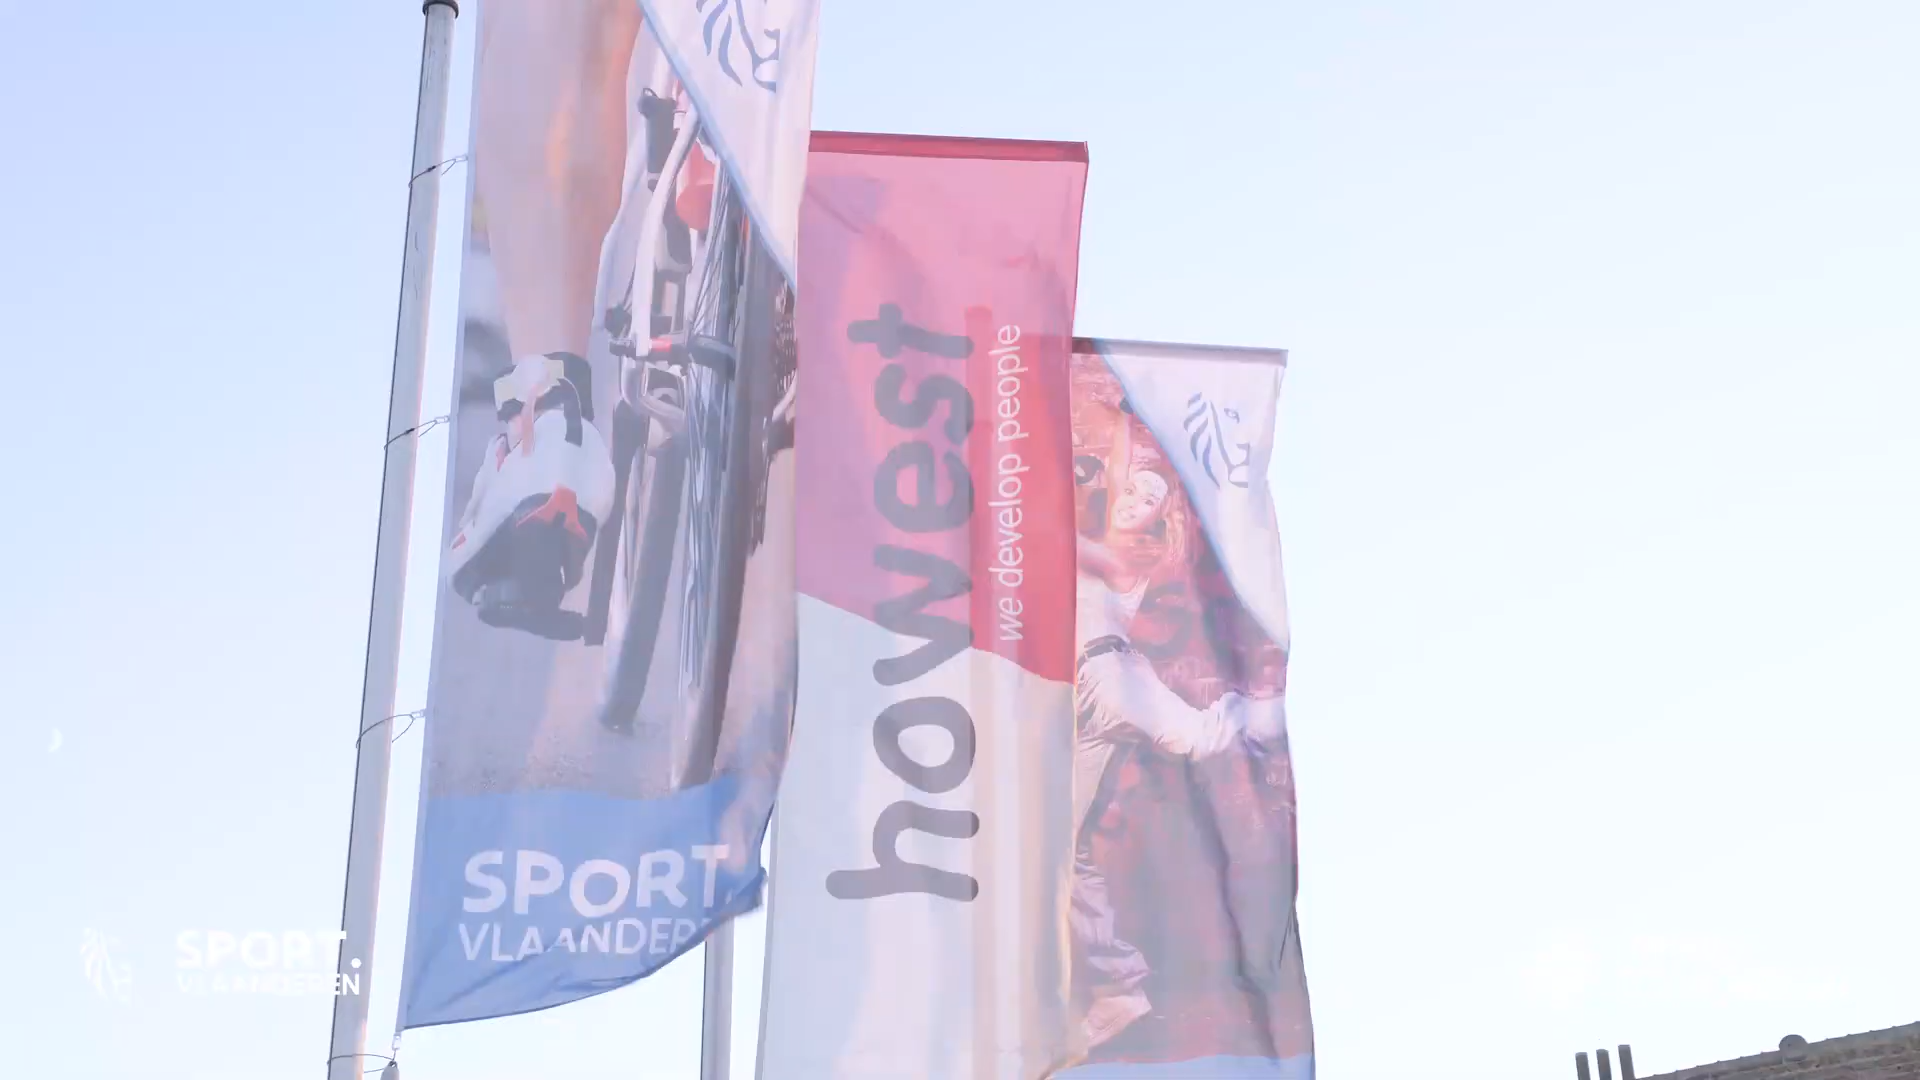 SPORT.
VLAANDER
howest
we develop people
SPORT.
VLAANDEREN